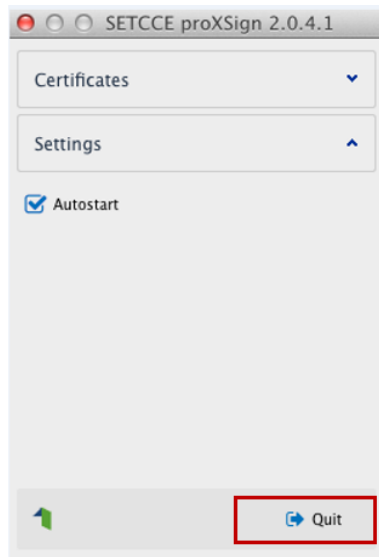 SETCCE proXSign 2.0.4.1
Certificates
Settings
Autostart
Quit